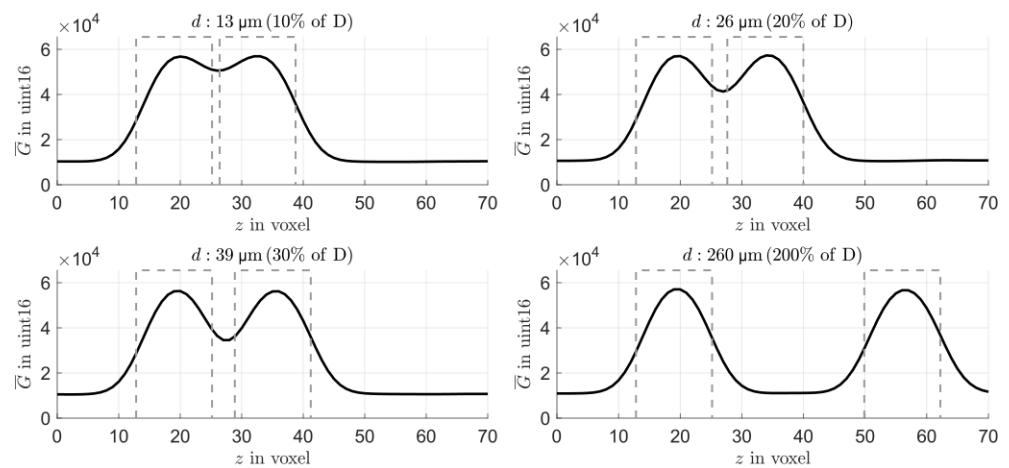 d : 13 μm (10% of D)
×10⁴
6
4
2
0
G̅ in uint16
0 10 20 30 40 50 60 70
z in voxel
d : 26 μm (20% of D)
×10⁴
6
4
2
0
G̅ in uint16
0 10 20 30 40 50 60 70
z in voxel
d : 39 μm (30% of D)
×10⁴
6
4
2
0
G̅ in uint16
0 10 20 30 40 50 60 70
z in voxel
d : 260 μm (200% of D)
×10⁴
6
4
2
0
G̅ in uint16
0 10 20 30 40 50 60 70
z in voxel